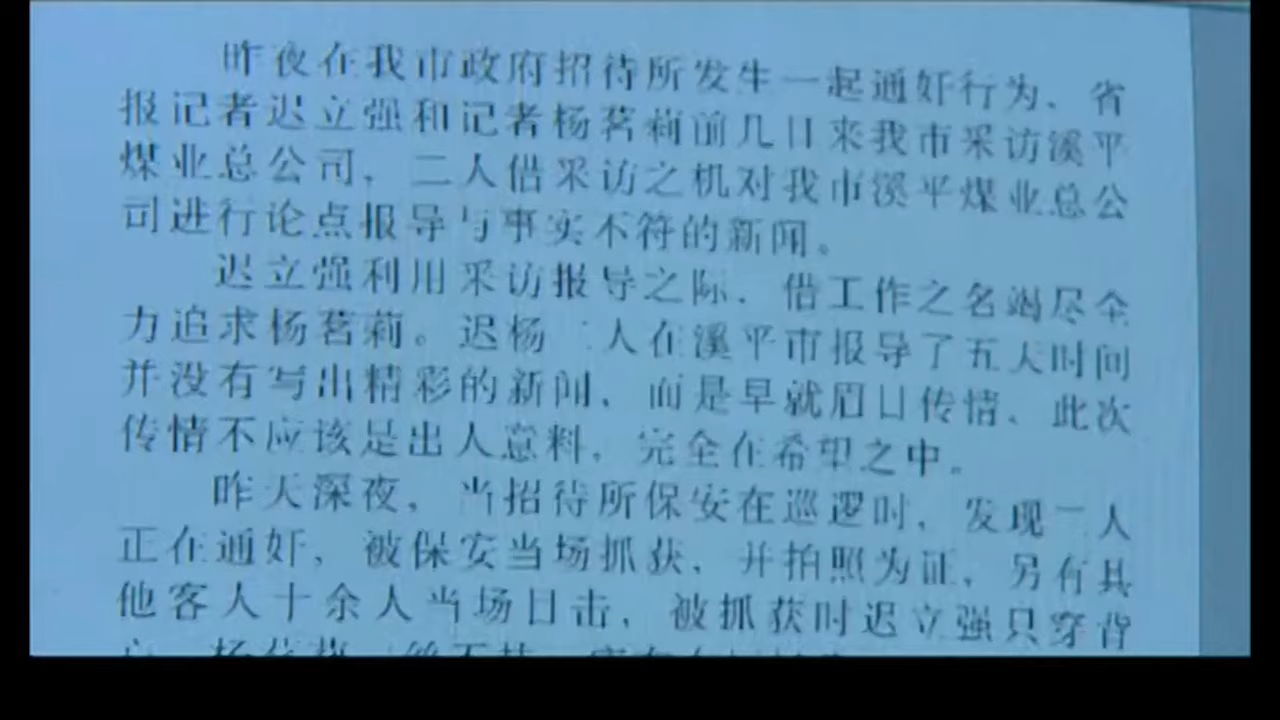 昨夜在我市政府招待所发生一起通奸行为、省
报记者迟立强和记者杨茗莉前几日来我市采访溪平
煤业总公司，二人借采访之机对我市溪平煤业总公
司进行论点报导与事实不符的新闻。
迟立强利用采访报导之际，借工作之名竭尽全
力追求杨茗莉。迟杨二人在溪平市报导了五天时间
并没有写出精彩的新闻，而是早就眉目传情、此次
传情不应该是出人意料，完全在希望之中。
昨天深夜，当招待所保安在巡逻时，发现二人
正在通奸，被保安当场抓获，并拍照为证，另有其
他客人十余人当场目击，被抓获时迟立强只穿背